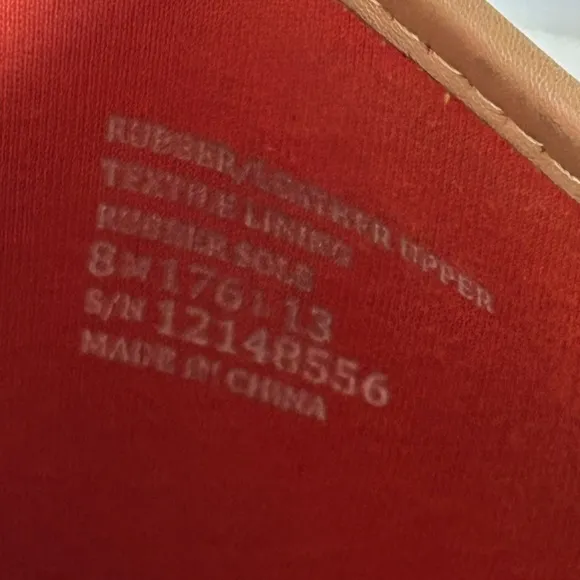 RUBBER/LEATHER UPPER
TEXTILE LINING
RUBBER SOLE
8M 176113
S/N 12148556
MADE IN CHINA